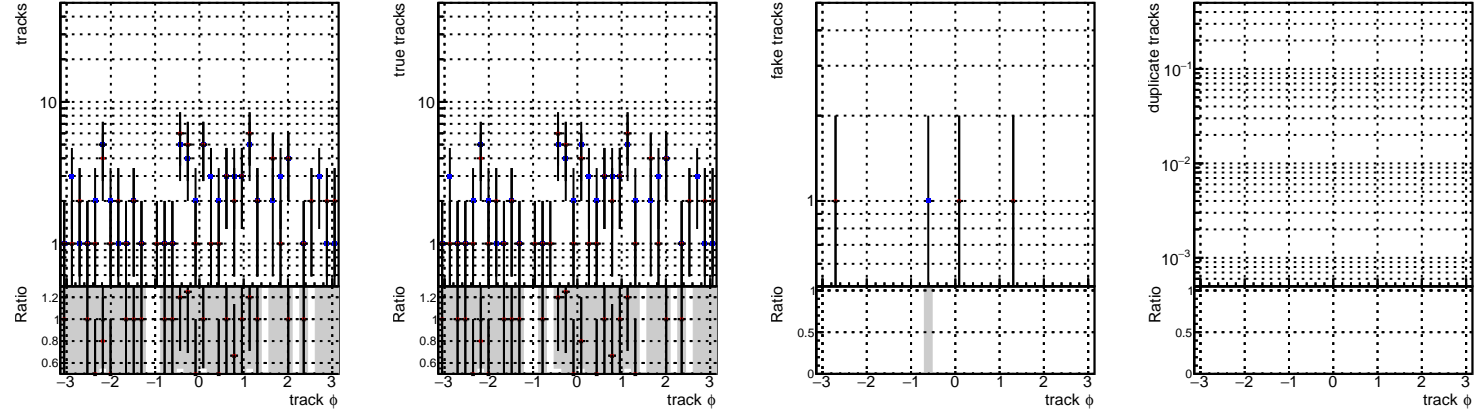 tracks
10
1
Ratio
1.2
1
0.8
0.6
−3 −2 −1 0 1 2 3
track ϕ
true tracks
10
1
Ratio
1.2
1
0.8
0.6
−3 −2 −1 0 1 2 3
track ϕ
fake tracks
1
Ratio
1
0.5
0
−3 −2 −1 0 1 2 3
track ϕ
duplicate tracks
10⁻¹
10⁻²
10⁻³
Ratio
1
0.5
0
−3 −2 −1 0 1 2 3
track ϕ